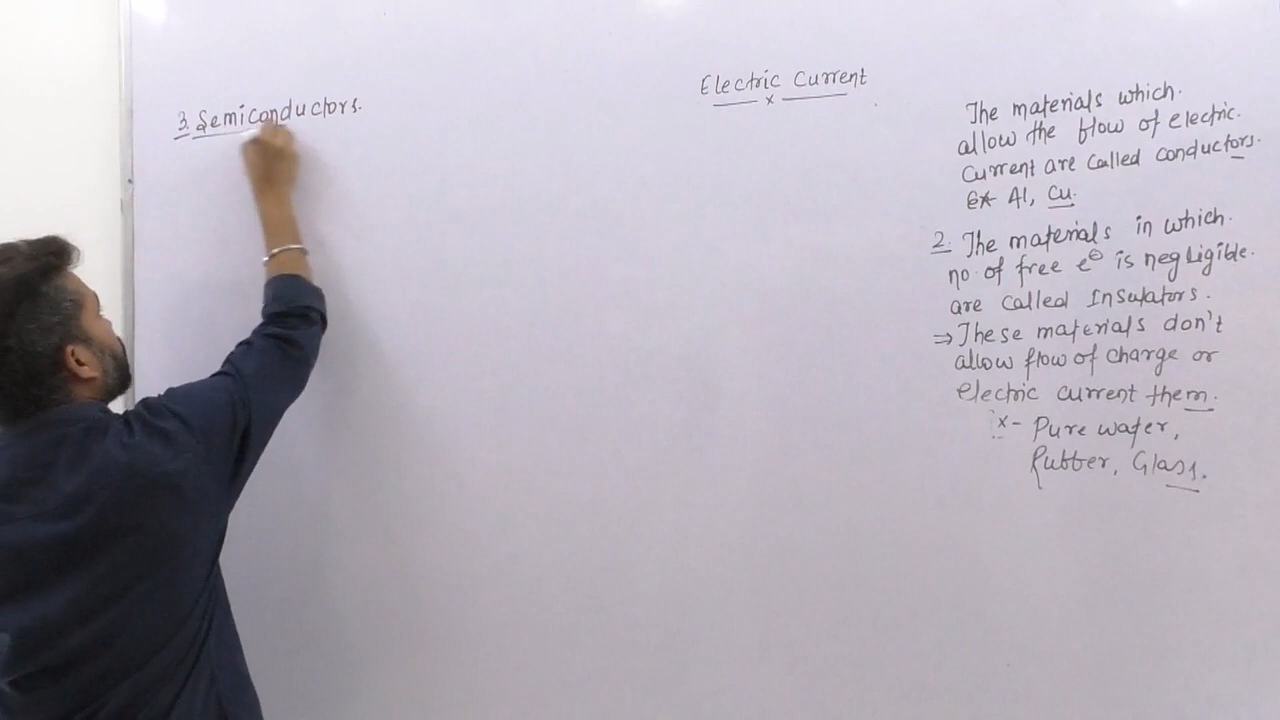 Electric Current
x
3. Semiconductors.
The materials which.
allow the flow of electric.
Current are called conductors.
Ex Al, Cu.
2. The materials in which.
no. of free e⊖ is negligible.
are called Insulators.
⇒ These materials don't
allow flow of charge or
electric current them.
x- Pure water,
Rubber, Glass.